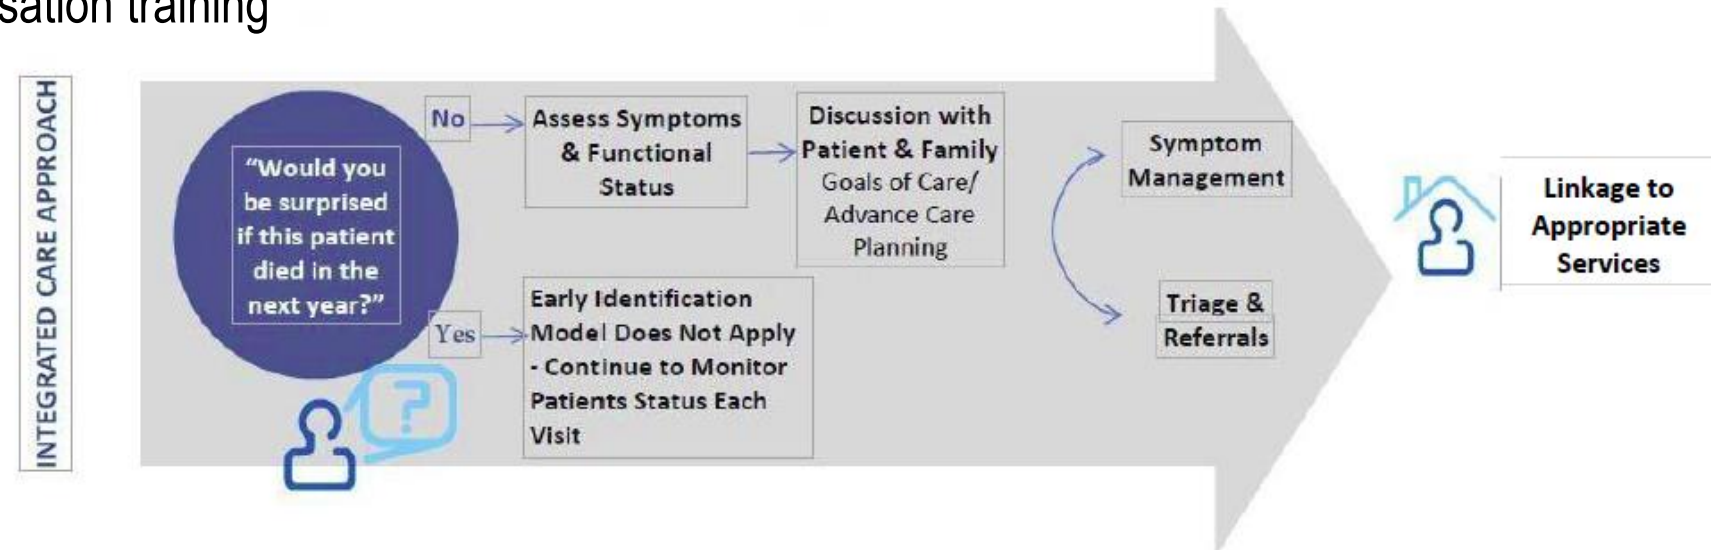 sation training
INTEGRATED CARE APPROACH
“Would you
be surprised
if this patient
died in the
next year?”
No
Assess Symptoms
& Functional
Status
Discussion with
Patient & Family
Goals of Care/
Advance Care
Planning
Yes
Early Identification
Model Does Not Apply
- Continue to Monitor
Patients Status Each
Visit
?
Symptom
Management
Triage &
Referrals
Linkage to
Appropriate
Services